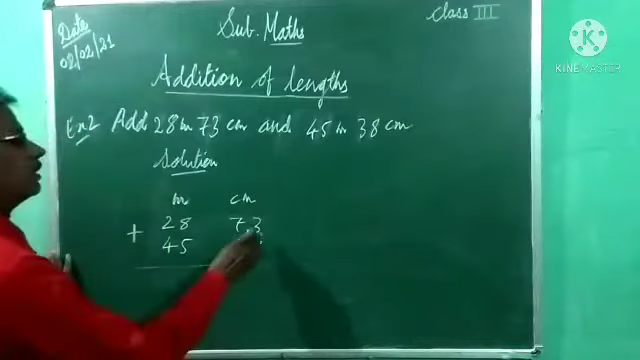 Date
02/02/21
Sub. Maths
Class III
KINEMASTER
Addition of lengths
Ex2 Add 28 m 73 cm and 45 m 38 cm
Solution
m cm
28 73
+ 45